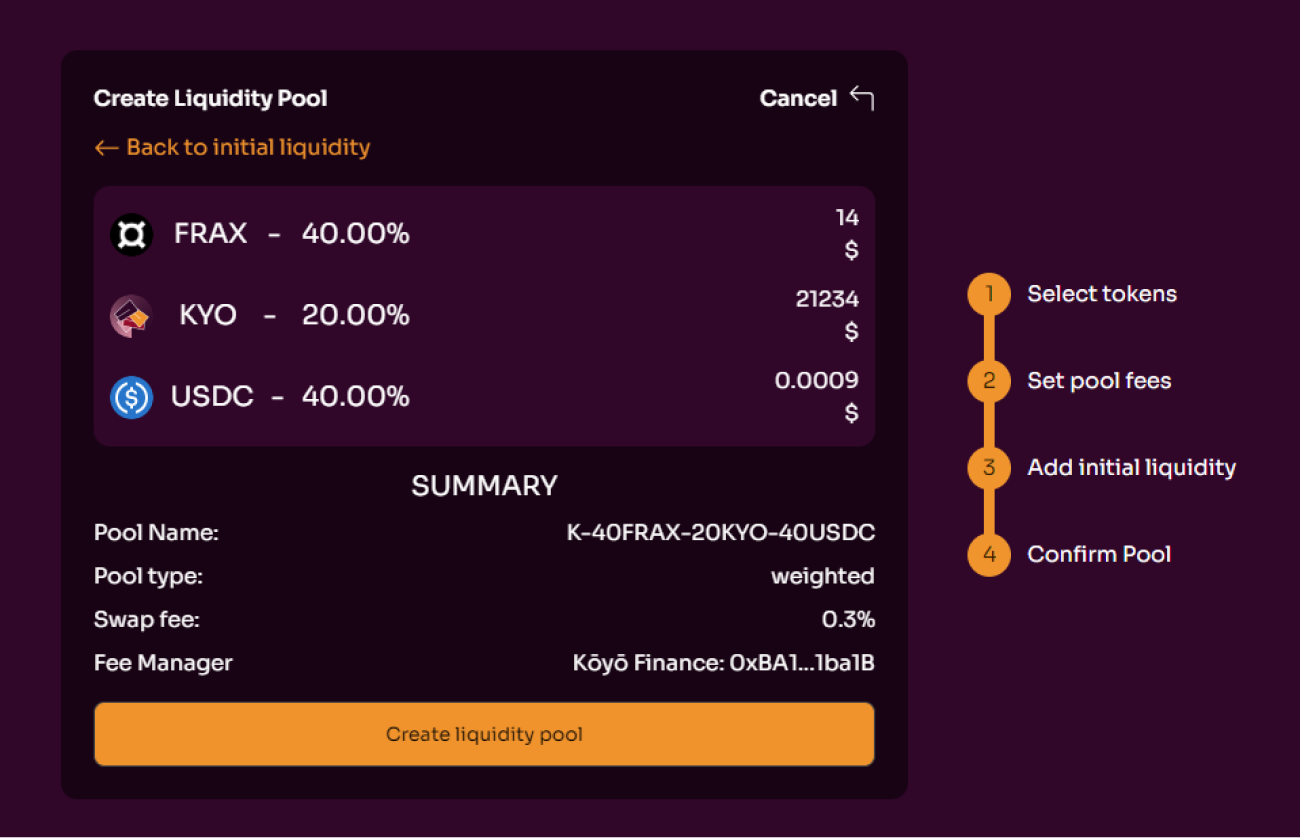 Create Liquidity Pool
Cancel
← Back to initial liquidity
FRAX - 40.00%
14
$
KYO - 20.00%
21234
$
USDC - 40.00%
0.0009
$
SUMMARY
Pool Name: K-40FRAX-20KYO-40USDC
Pool type: weighted
Swap fee: 0.3%
Fee Manager Kōyō Finance: 0xBA1...1ba1B
Create liquidity pool
1 Select tokens
2 Set pool fees
3 Add initial liquidity
4 Confirm Pool